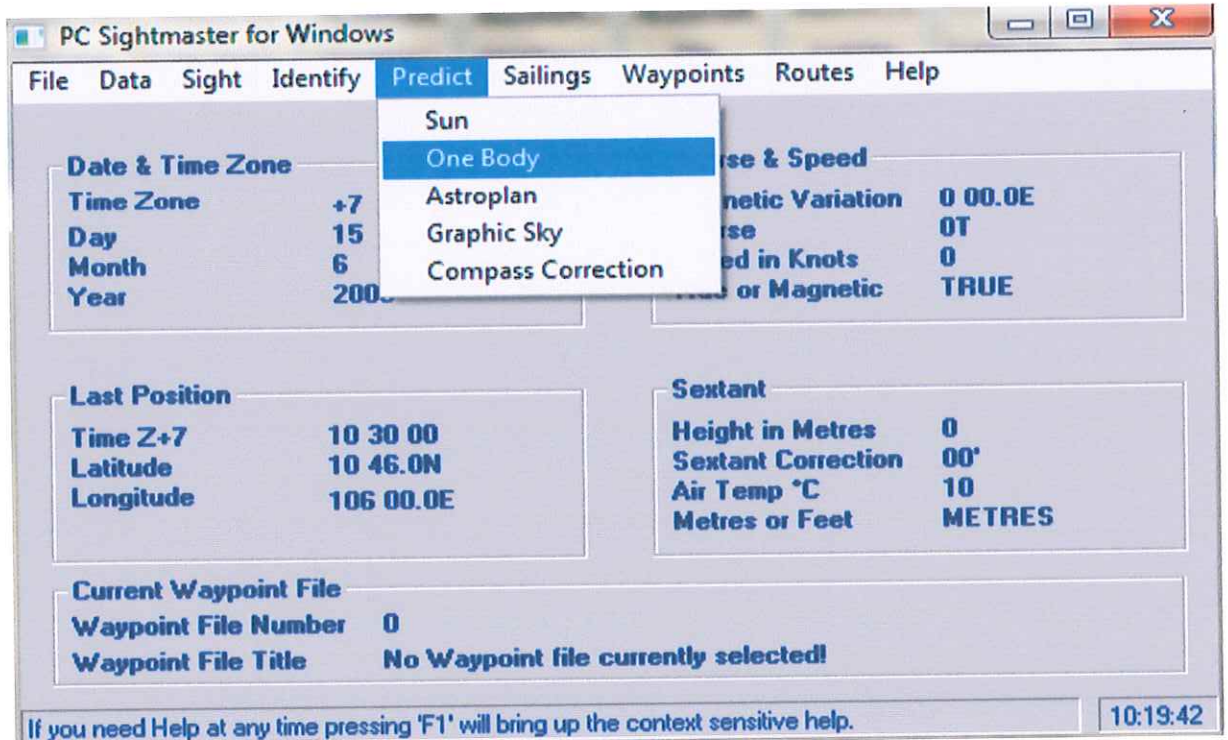 PC Sightmaster for Windows
File Data Sight Identify Predict Sailings Waypoints Routes Help
Sun
One Body
Astroplan
Graphic Sky
Compass Correction
Date & Time Zone
Time Zone +7
Day 15
Month 6
Year
& Speed
Variation 0 00.0E
0T
in Knots 0
or Magnetic TRUE
Last Position
Time Z+7 10 30 00
Latitude 10 46.0N
Longitude 106 00.0E
Sextant
Height in Metres 0
Sextant Correction 00'
Air Temp °C 10
Metres or Feet METRES
Current Waypoint File
Waypoint File Number 0
Waypoint File Title No Waypoint file currently selected!
If you need Help at any time pressing 'F1' will bring up the context sensitive help.
10:19:42